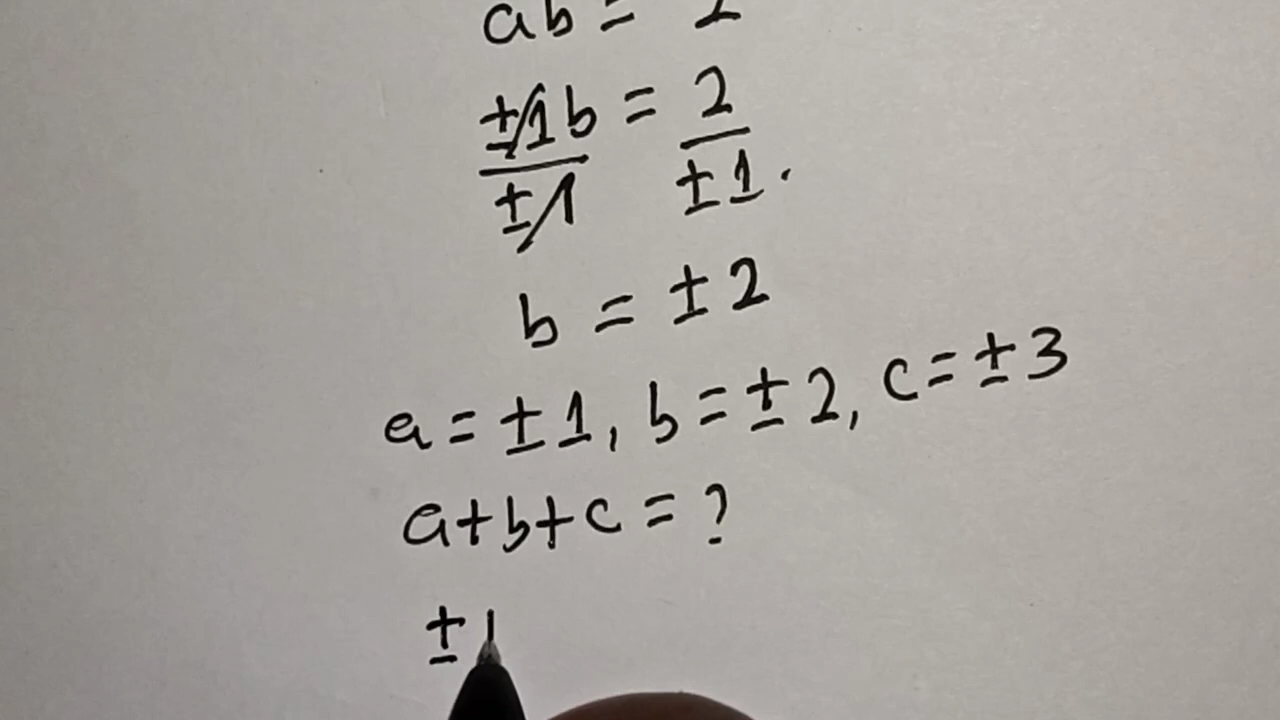 ab = 2
±1b = 2
±1 ±1.
b = ±2
a = ±1, b = ±2, c = ±3
a+b+c = ?
±1